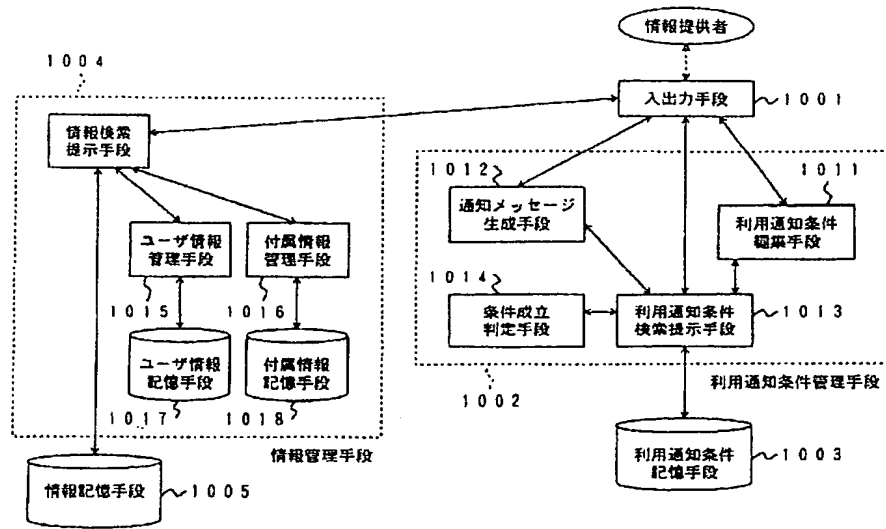 情報提供者
1004
入出力手段
1001
情報検索
提示手段
1012
1011
通知メッセージ
生成手段
利用通知条件
編集手段
ユーザ情報
管理手段
付属情報
管理手段
1015
1016
1014
条件成立
判定手段
利用通知条件
検索提示手段
1013
ユーザ情報
記憶手段
付属情報
記憶手段
1017
1018
1002
利用通知条件管理手段
情報管理手段
情報記憶手段
1005
利用通知条件
記憶手段
1003